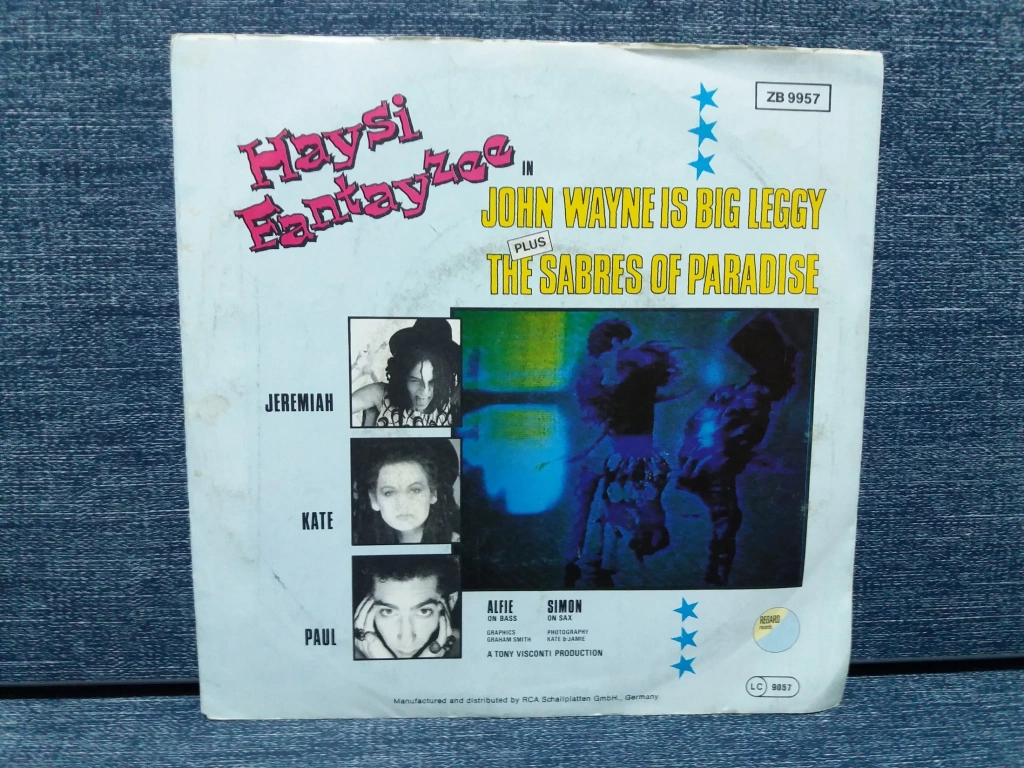 ZB 9957
Haysi
Fantayzee
IN
JOHN WAYNE IS BIG LEGGY
PLUS
THE SABRES OF PARADISE
JEREMIAH
KATE
PAUL
ALFIE
ON BASS
SIMON
ON SAX
GRAPHICS
GRAHAM SMITH
PHOTOGRAPHY
KATE & JAMIE
A TONY VISCONTI PRODUCTION
REGARD
records
LC 9057
Manufactured and distributed by RCA Schallplatten GmbH., Germany